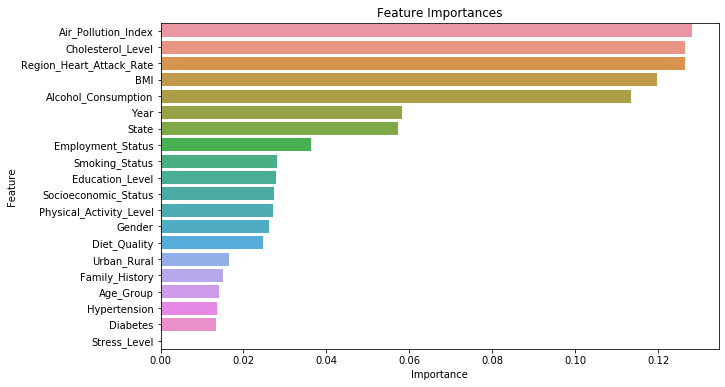 Feature Importances
Feature
Air_Pollution_Index
Cholesterol_Level
Region_Heart_Attack_Rate
BMI
Alcohol_Consumption
Year
State
Employment_Status
Smoking_Status
Education_Level
Socioeconomic_Status
Physical_Activity_Level
Gender
Diet_Quality
Urban_Rural
Family_History
Age_Group
Hypertension
Diabetes
Stress_Level
0.00 0.02 0.04 0.06 0.08 0.10 0.12
Importance